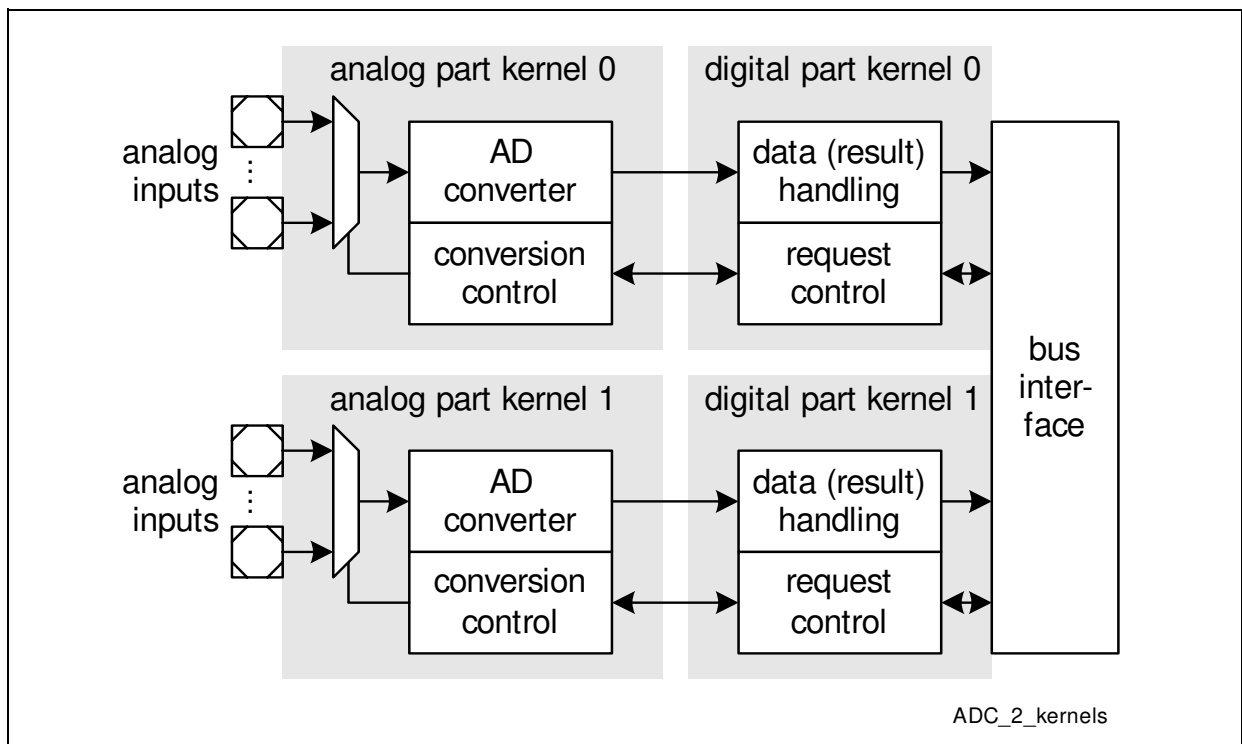 analog part kernel 0
digital part kernel 0
analog
inputs
AD
converter
conversion
control
data (result)
handling
request
control
bus
inter-
face
analog part kernel 1
digital part kernel 1
analog
inputs
AD
converter
conversion
control
data (result)
handling
request
control
ADC_2_kernels